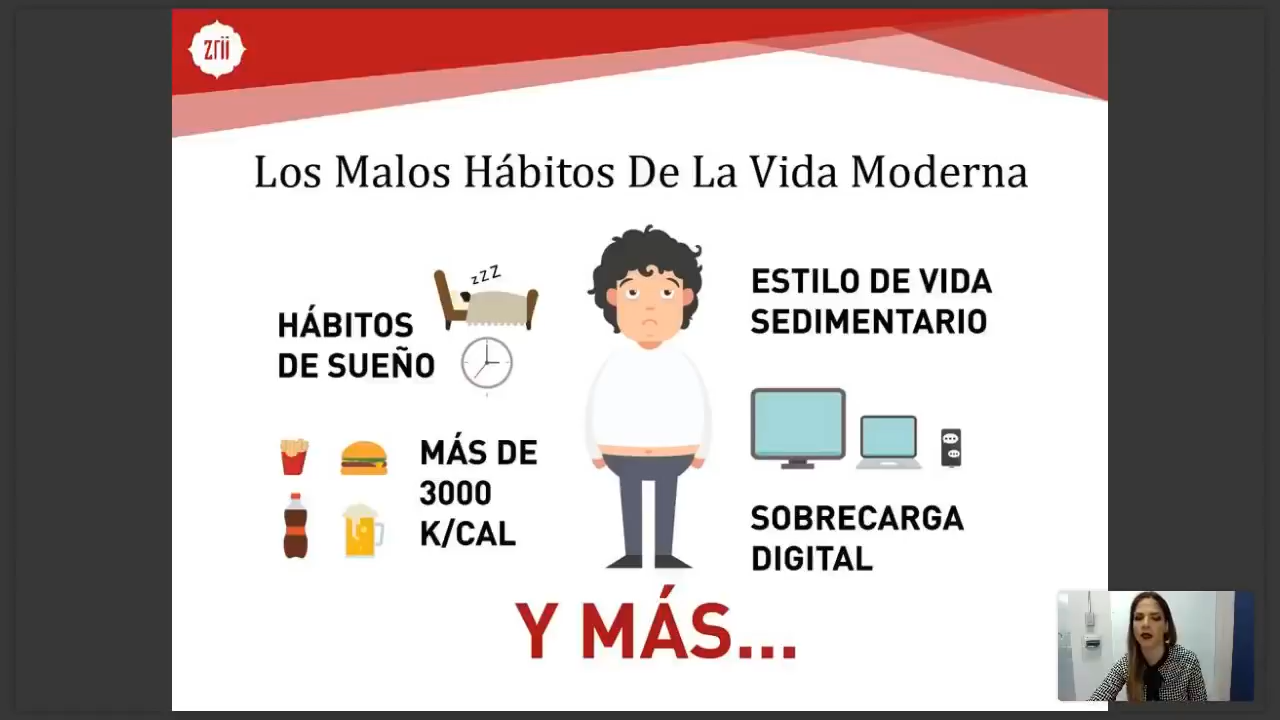 zrii
Los Malos Hábitos De La Vida Moderna
zzZ
HÁBITOS
DE SUEÑO
MÁS DE
3000
K/CAL
ESTILO DE VIDA
SEDIMENTARIO
SOBRECARGA
DIGITAL
Y MÁS...